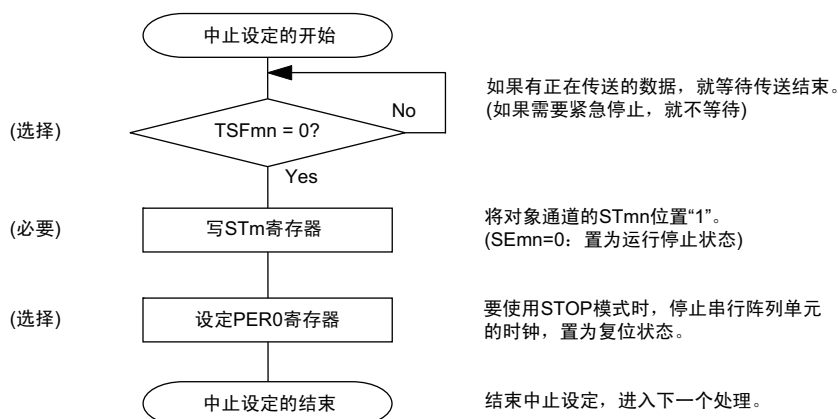 中止设定的开始
如果有正在传送的数据，就等待传送结束。
(如果需要紧急停止，就不等待)
No
(选择)
TSFmn = 0?
Yes
(必要)
写STm寄存器
将对象通道的STmn位置“1”。
(SEmn=0：置为运行停止状态)
(选择)
设定PER0寄存器
要使用STOP模式时，停止串行阵列单元
的时钟，置为复位状态。
中止设定的结束
结束中止设定，进入下一个处理。